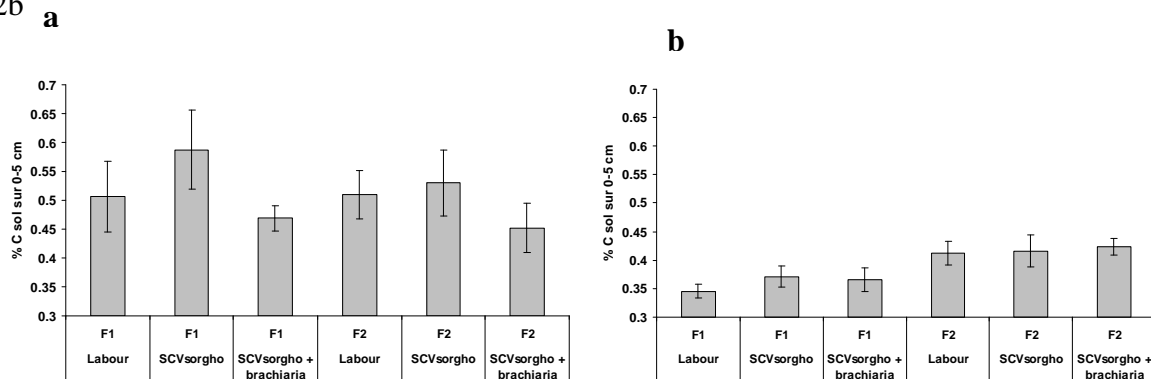 2b
a
b
0.7
0.65
0.6
0.55
0.5
0.45
0.4
0.35
0.3
% C sol sur 0-5 cm
F1 F1 F1 F2 F2 F2
Labour SCVsorgho SCVsorgho + Labour SCVsorgho SCVsorgho +
brachiaria brachiaria
0.7
0.65
0.6
0.55
0.5
0.45
0.4
0.35
0.3
% C sol sur 0-5 cm
F1 F1 F1 F2 F2 F2
Labour SCVsorgho SCVsorgho + Labour SCVsorgho SCVsorgho +
brachiaria brachiaria